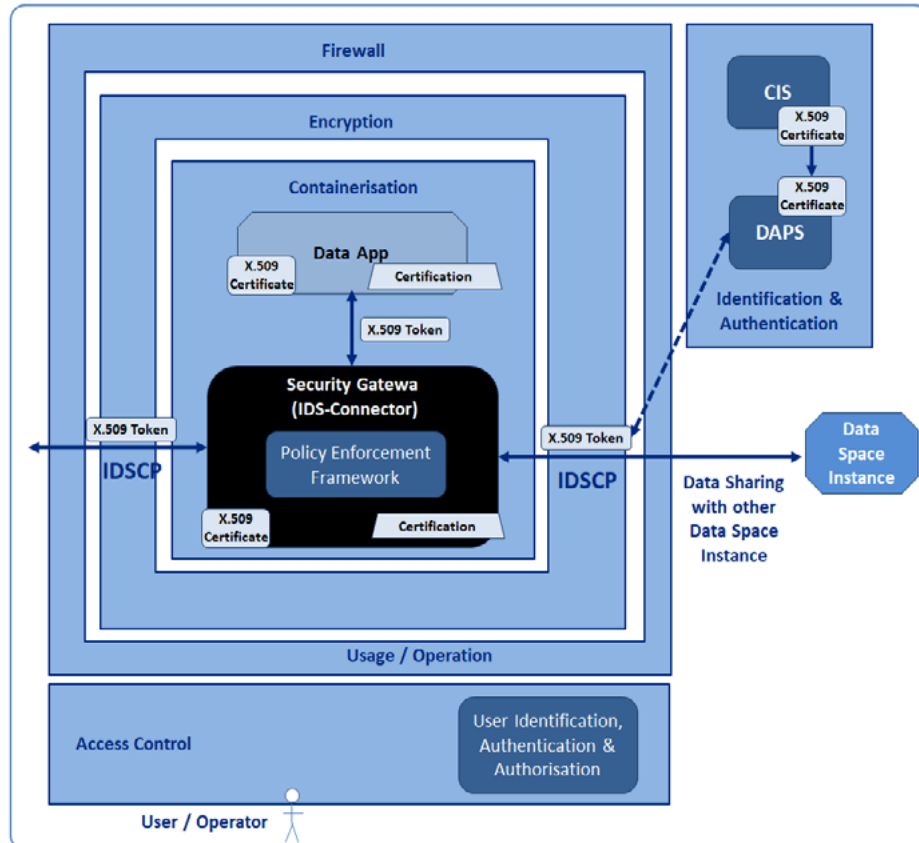 Firewall
Encryption
Containerisation
Data App
X.509
Certificate
Certification
X.509 Token
Security Gatewa
(IDS-Connector)
Policy Enforcement
Framework
X.509
Certificate
Certification
X.509 Token
IDSCP
X.509 Token
IDSCP
Usage / Operation
CIS
X.509
Certificate
X.509
Certificate
DAPS
Identification &
Authentication
Data
Space
Instance
Data Sharing
with other
Data Space
Instance
Access Control
User Identification,
Authentication &
Authorisation
User / Operator